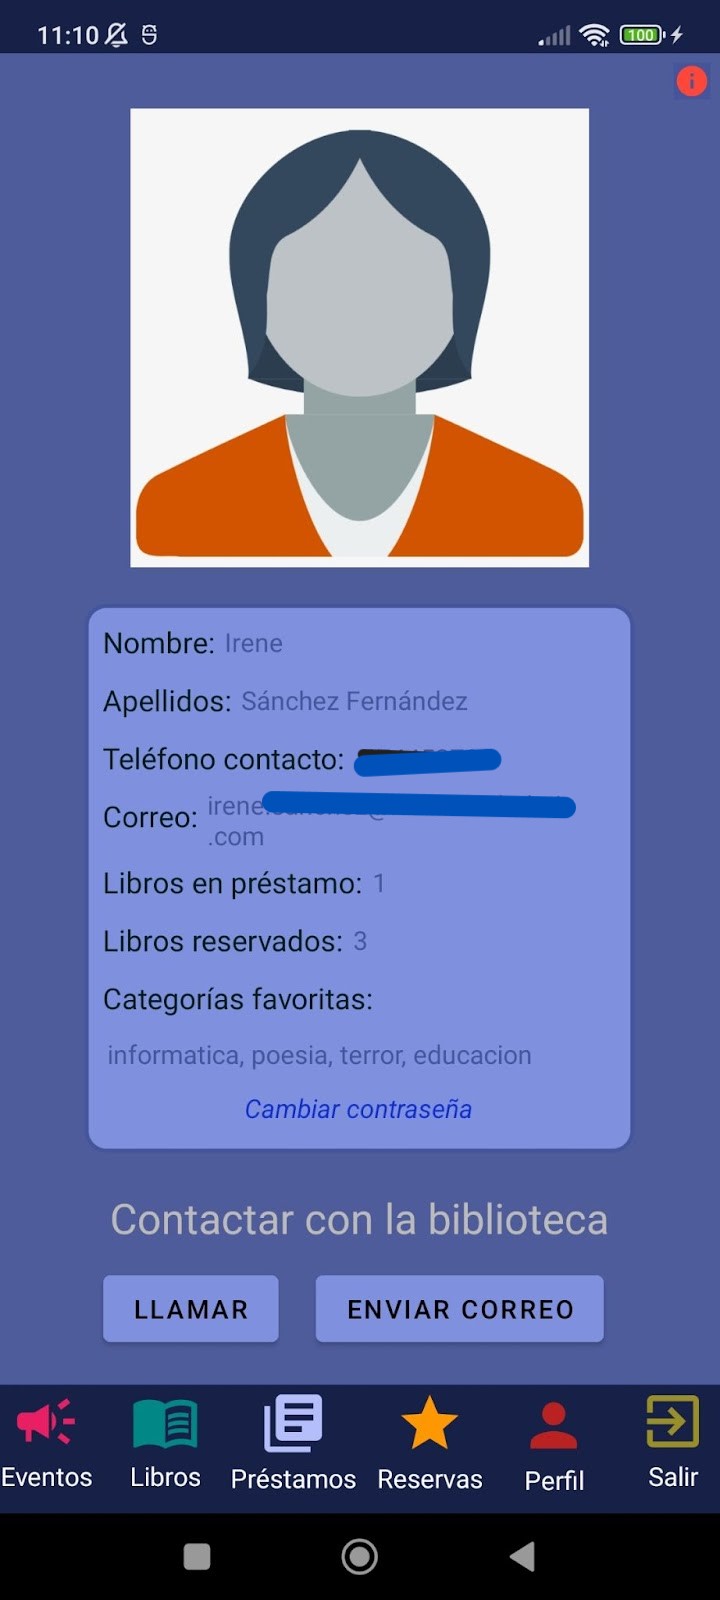 11:10
100
Nombre: Irene
Apellidos: Sánchez Fernández
Teléfono contacto:
Correo: irene
.com
Libros en préstamo: 1
Libros reservados: 3
Categorías favoritas:
informatica, poesia, terror, educacion
Cambiar contraseña
Contactar con la biblioteca
LLAMAR ENVIAR CORREO
Eventos Libros Préstamos Reservas Perfil Salir